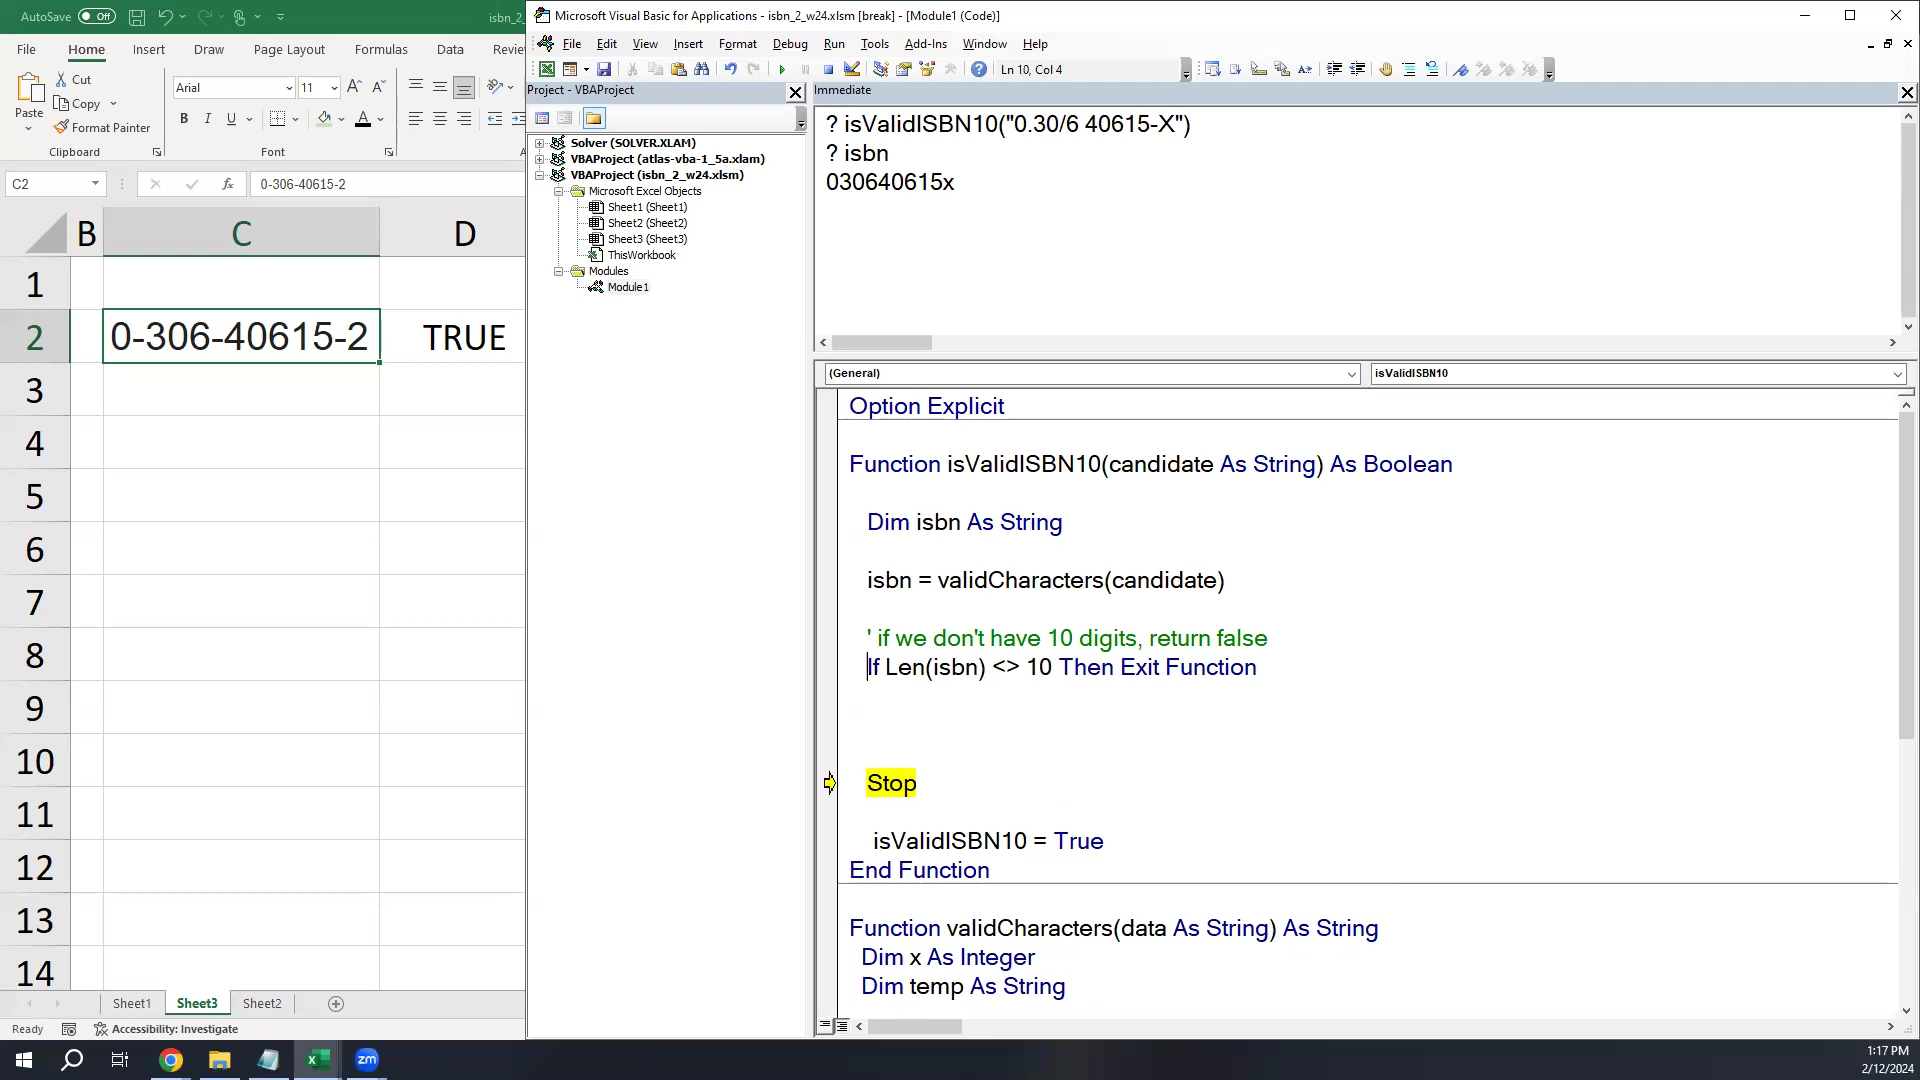 AutoSave Off isbn_2_
File Home Insert Draw Page Layout Formulas Data Revie
Paste
Cut
Copy
Format Painter
Clipboard
Arial 11
B I U
Font
C2 0-306-40615-2
B C D
1
2 0-306-40615-2 TRUE
3
4
5
6
7
8
9
10
11
12
13
14
Sheet1 Sheet3 Sheet2
Ready Accessibility: Investigate
Microsoft Visual Basic for Applications - isbn_2_w24.xlsm [break] - [Module1 (Code)]
File Edit View Insert Format Debug Run Tools Add-Ins Window Help
Ln 10, Col 4
Project - VBAProject
Solver (SOLVER.XLAM)
VBAProject (atlas-vba-1_5a.xlam)
VBAProject (isbn_2_w24.xlsm)
Microsoft Excel Objects
Sheet1 (Sheet1)
Sheet2 (Sheet2)
Sheet3 (Sheet3)
ThisWorkbook
Modules
Module1
Immediate
? isValidISBN10("0.30/6 40615-X")
? isbn
030640615x
(General) isValidISBN10
Option Explicit
Function isValidISBN10(candidate As String) As Boolean
Dim isbn As String
isbn = validCharacters(candidate)
' if we don't have 10 digits, return false
If Len(isbn) <> 10 Then Exit Function
Stop
isValidISBN10 = True
End Function
Function validCharacters(data As String) As String
Dim x As Integer
Dim temp As String
zm
1:17 PM
2/12/2024